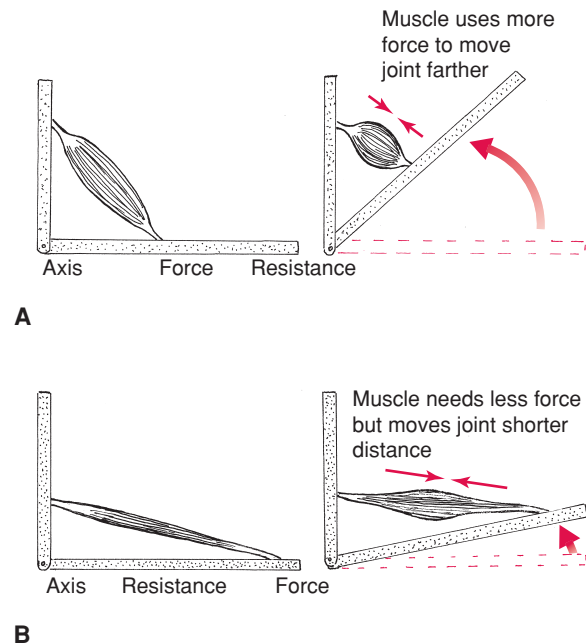 Muscle uses more
force to move
joint farther
Axis Force Resistance
A
Muscle needs less force
but moves joint shorter
distance
Axis Resistance Force
B